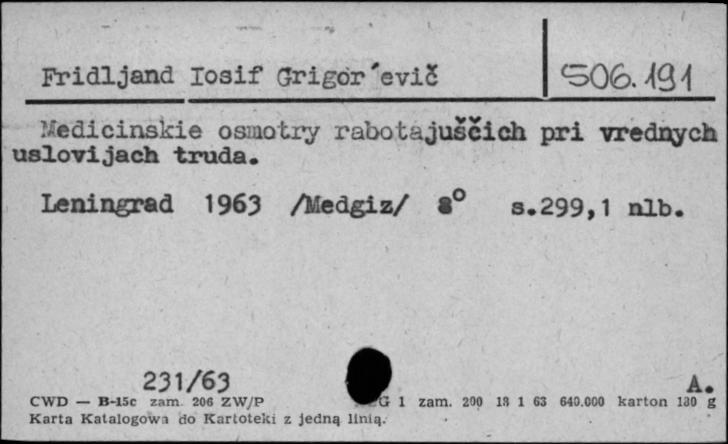 Fridljand Iosif Grigor´evič 506.191
Medicinskie osmotry rabotajuščich pri vrednych
uslovijach truda.
Leningrad 1963 /Medgiz/ 8° s.299,1 nlb.
231/63 A.
CWD — B-15c zam. 206 ZW/P G 1 zam. 200 18 1 63 640.000 karton 180 g
Karta Katalogowa do Kartoteki z jedną linią.